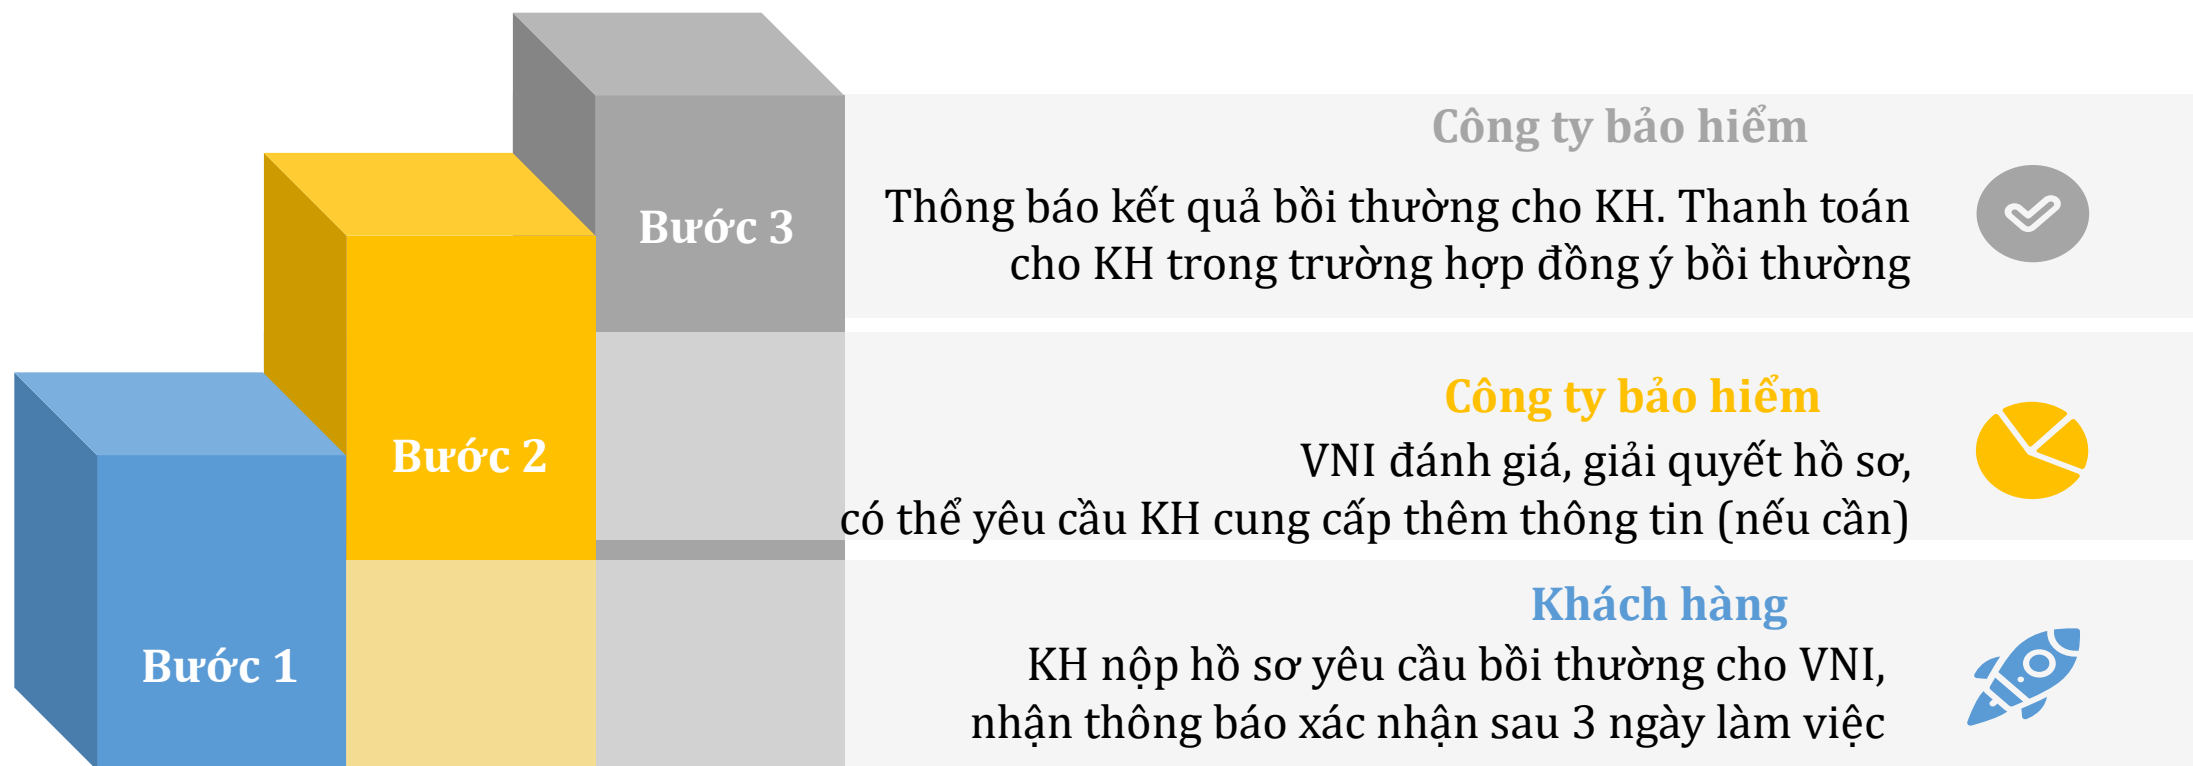 Công ty bảo hiểm
Bước 3
Thông báo kết quả bồi thường cho KH. Thanh toán
cho KH trong trường hợp đồng ý bồi thường
Công ty bảo hiểm
Bước 2
VNI đánh giá, giải quyết hồ sơ,
có thể yêu cầu KH cung cấp thêm thông tin (nếu cần)
Khách hàng
Bước 1
KH nộp hồ sơ yêu cầu bồi thường cho VNI,
nhận thông báo xác nhận sau 3 ngày làm việc